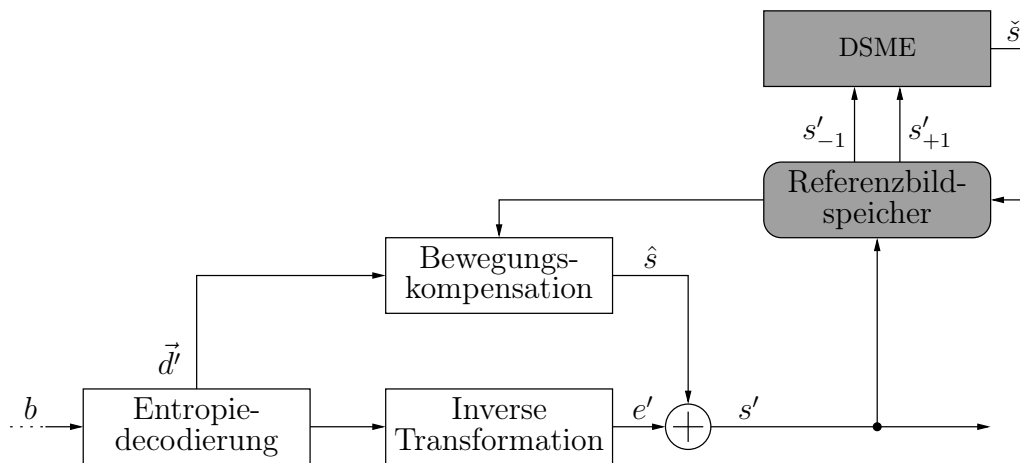 DSME
š
s′₋₁
s′₊₁
Referenzbild-
speicher
Bewegungs-
kompensation
ŝ
d⃗′
b
Entropie-
decodierung
Inverse
Transformation
e′
s′